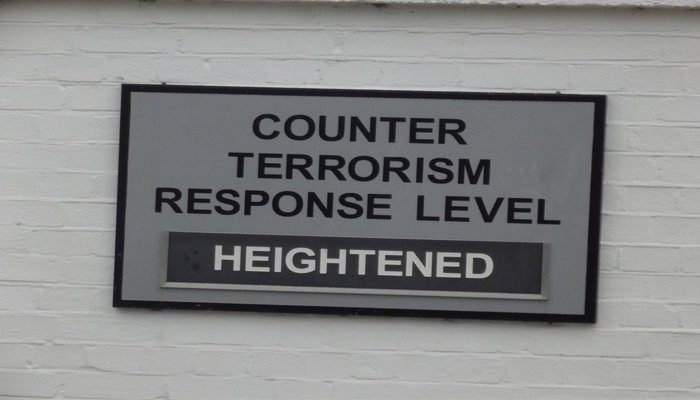 COUNTER
TERRORISM
RESPONSE LEVEL
HEIGHTENED